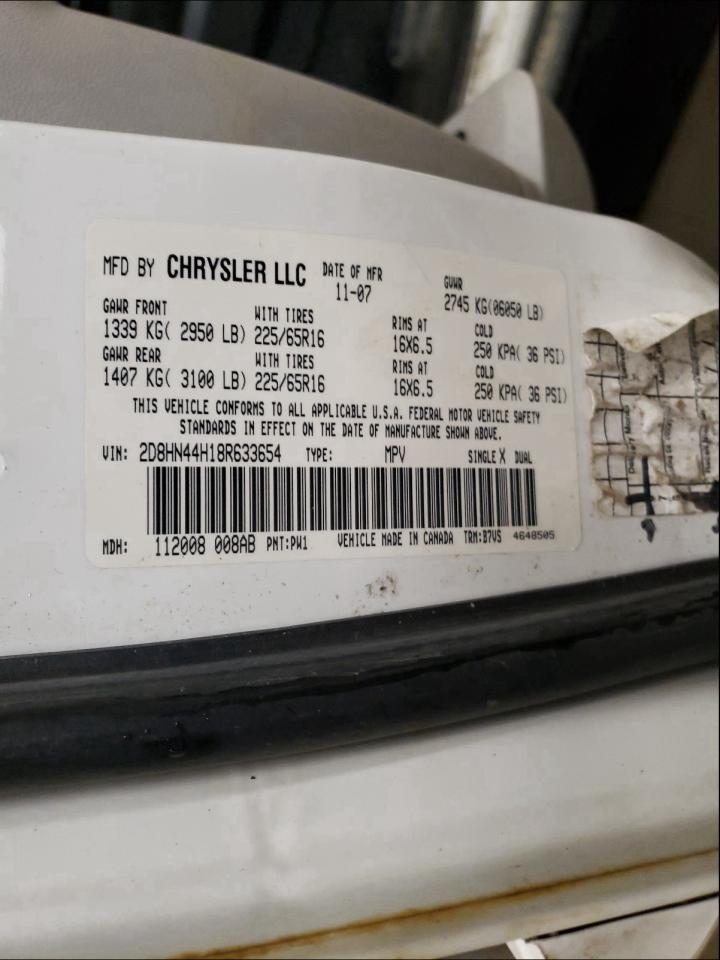 MFD BY CHRYSLER LLC DATE OF MFR 11-07 GVWR 2745 KG(06050 LB)
GAWR FRONT WITH TIRES RIMS AT COLD
1339 KG( 2950 LB) 225/65R16 16X6.5 250 KPA( 36 PSI)
GAWR REAR WITH TIRES RIMS AT COLD
1407 KG( 3100 LB) 225/65R16 16X6.5 250 KPA( 36 PSI)
THIS VEHICLE CONFORMS TO ALL APPLICABLE U.S.A. FEDERAL MOTOR VEHICLE SAFETY
STANDARDS IN EFFECT ON THE DATE OF MANUFACTURE SHOWN ABOVE.
VIN: 2D8HN44H18R633654 TYPE: MPV SINGLE X DUAL
MDH: 112008 008AB PNT:PW1 VEHICLE MADE IN CANADA TRM:B7VS 4648505